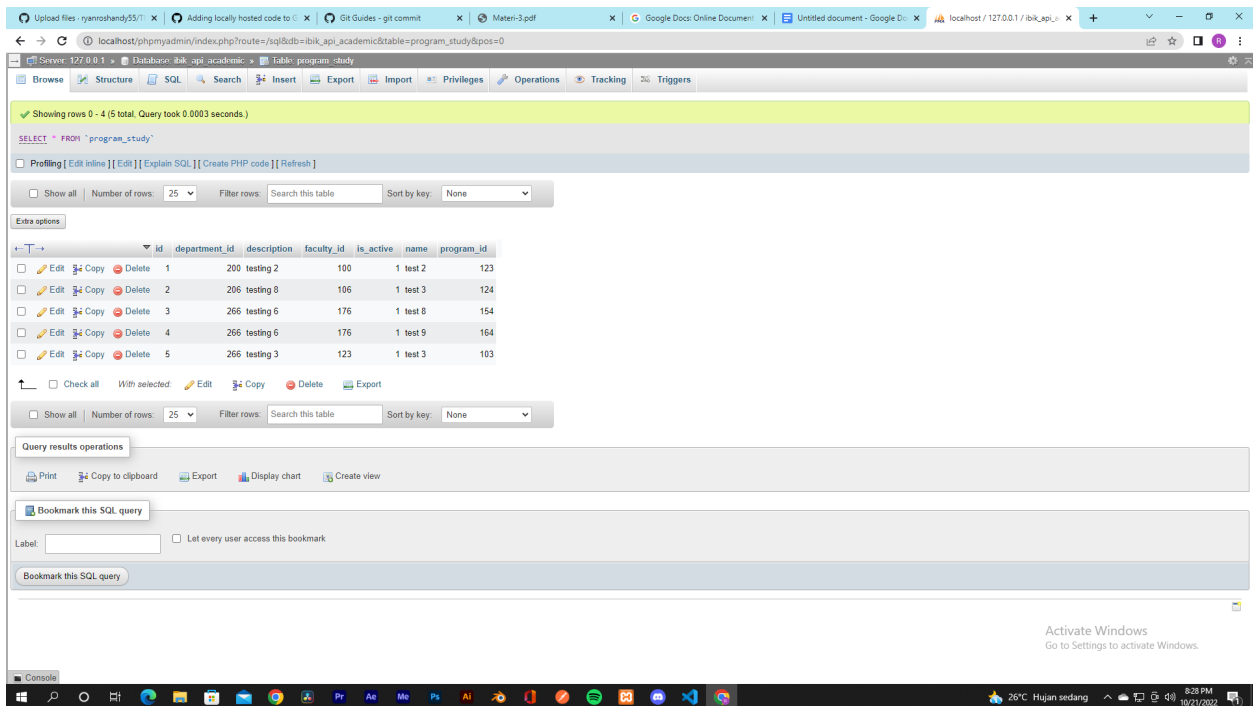 Upload files · ryanroshandy55/TI Adding locally hosted code to G Git Guides - git commit Materi-3.pdf Google Docs: Online Document Untitled document - Google Do localhost / 127.0.0.1 / ibik_api_a
localhost/phpmyadmin/index.php?route=/sql&db=ibik_api_academic&table=program_study&pos=0
Server: 127.0.0.1 » Database: ibik_api_academic » Table: program_study
Browse Structure SQL Search Insert Export Import Privileges Operations Tracking Triggers
Showing rows 0 - 4 (5 total, Query took 0.0003 seconds.)
SELECT * FROM `program_study`
Profiling [ Edit inline ] [ Edit ] [ Explain SQL ] [ Create PHP code ] [ Refresh ]
Show all | Number of rows: 25 Filter rows: Search this table Sort by key: None
Extra options
←T→ id department_id description faculty_id is_active name program_id
Edit Copy Delete 1 200 testing 2 100 1 test 2 123
Edit Copy Delete 2 206 testing 8 106 1 test 3 124
Edit Copy Delete 3 266 testing 6 176 1 test 8 154
Edit Copy Delete 4 266 testing 6 176 1 test 9 164
Edit Copy Delete 5 266 testing 3 123 1 test 3 103
Check all With selected: Edit Copy Delete Export
Show all | Number of rows: 25 Filter rows: Search this table Sort by key: None
Query results operations
Print Copy to clipboard Export Display chart Create view
Bookmark this SQL query
Label: Let every user access this bookmark
Bookmark this SQL query
Activate Windows
Go to Settings to activate Windows.
Console
Pr Ae Me Ps Ai 26°C Hujan sedang 8:28 PM
10/21/2022